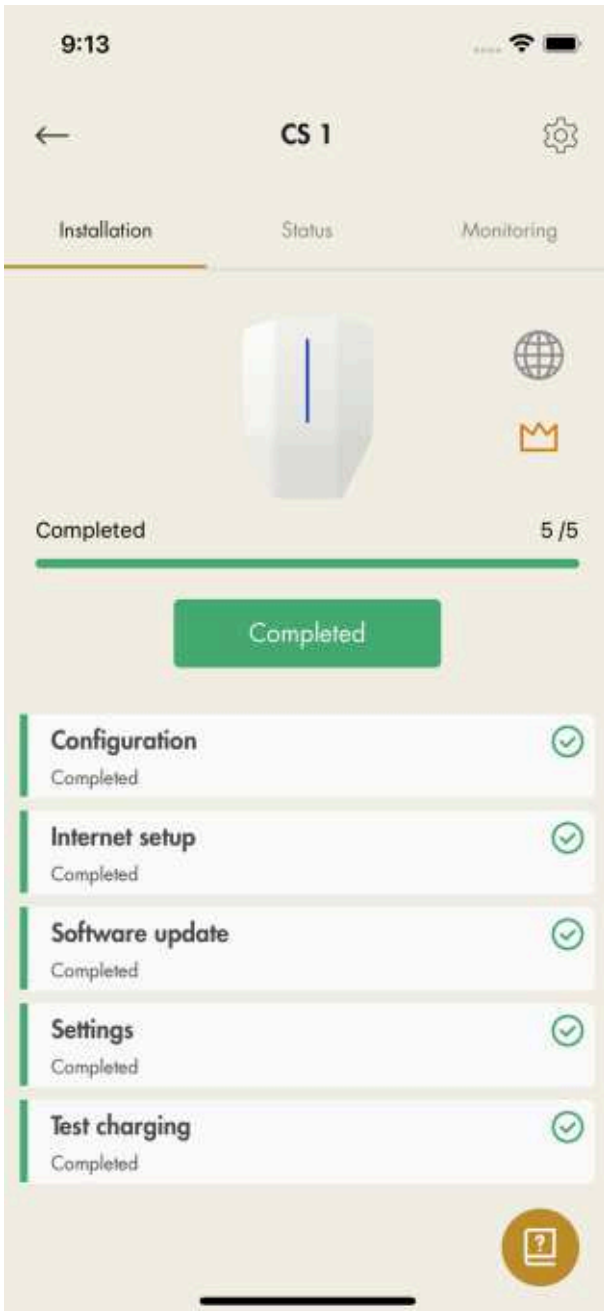 9:13
CS 1
Installation Status Monitoring
Completed 5 /5
Completed
Configuration
Completed
Internet setup
Completed
Software update
Completed
Settings
Completed
Test charging
Completed
?